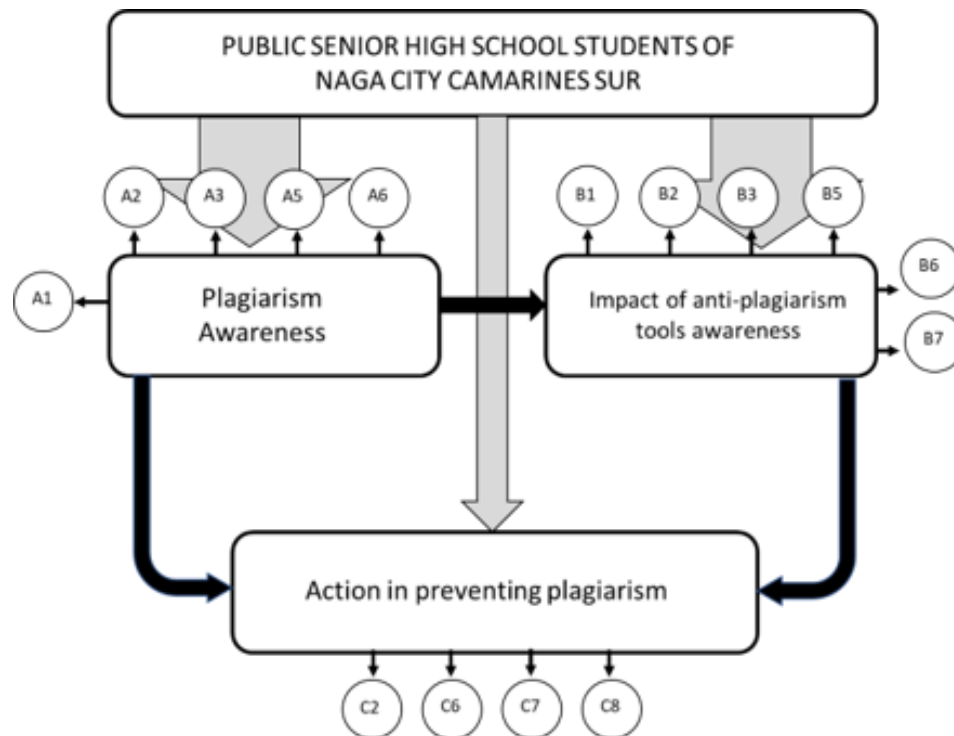 PUBLIC SENIOR HIGH SCHOOL STUDENTS OF
NAGA CITY CAMARINES SUR
A2
A3
A5
A6
B1
B2
B3
B5
A1
Plagiarism
Awareness
Impact of anti-plagiarism
tools awareness
B6
B7
Action in preventing plagiarism
C2
C6
C7
C8